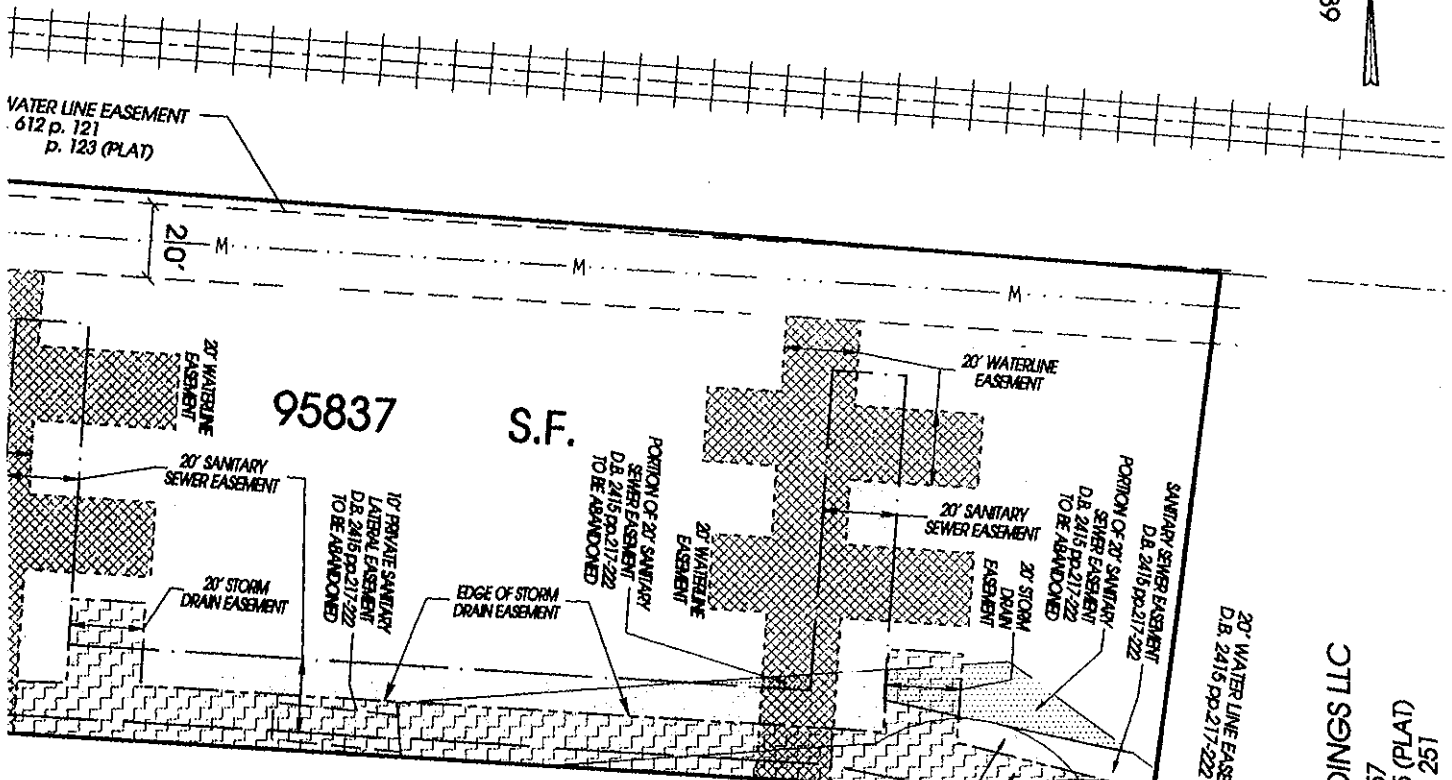 39
WATER LINE EASEMENT
612 p. 121
p. 123 (PLAT)
20'
M
M
M
20' WATERLINE
EASEMENT
95837 S.F.
20' SANITARY
SEWER EASEMENT
10' PRIVATE SANITARY
LATERAL EASEMENT
D.B. 2415 pp.217-222
TO BE ABANDONED
20' STORM
DRAIN EASEMENT
EDGE OF STORM
DRAIN EASEMENT
PORTION OF 20' SANITARY
SEWER EASEMENT
D.B. 2415 pp.217-222
TO BE ABANDONED
20' WATERLINE
EASEMENT
20' WATERLINE
EASEMENT
20' SANITARY
SEWER EASEMENT
20' STORM
DRAIN
EASEMENT
PORTION OF 20' SANITARY
SEWER EASEMENT
D.B. 2415 pp.217-222
TO BE ABANDONED
SANITARY SEWER EASEMENT
D.B. 2415 pp.217-222
20' WATER LINE EASE
D.B. 2415 pp.217-222
DINGS LLC
(PLAT)
251